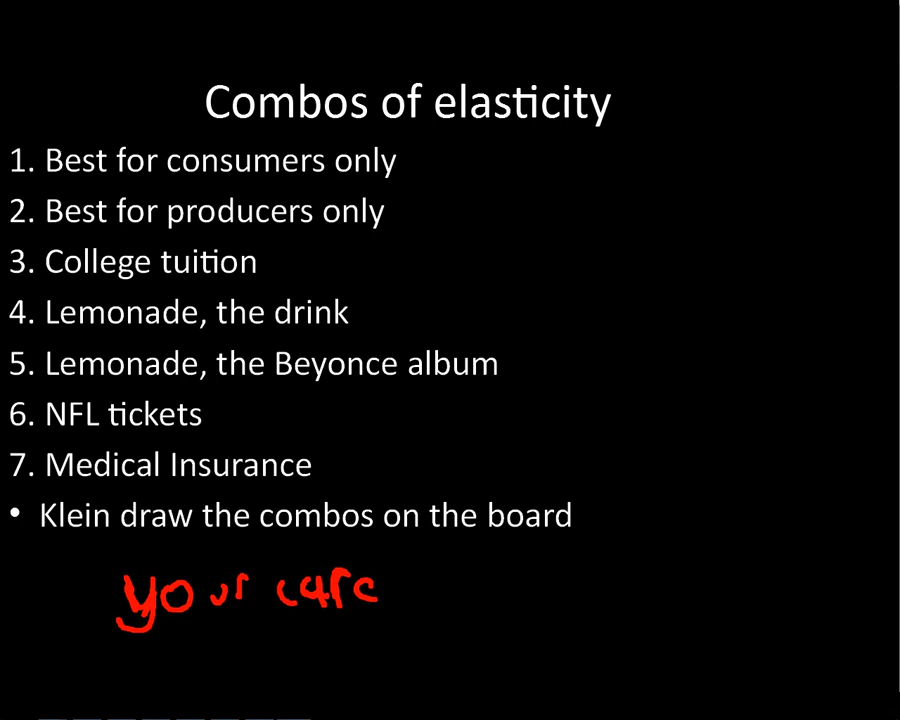 Combos of elasticity
1. Best for consumers only
2. Best for producers only
3. College tuition
4. Lemonade, the drink
5. Lemonade, the Beyonce album
6. NFL tickets
7. Medical Insurance
• Klein draw the combos on the board
your care